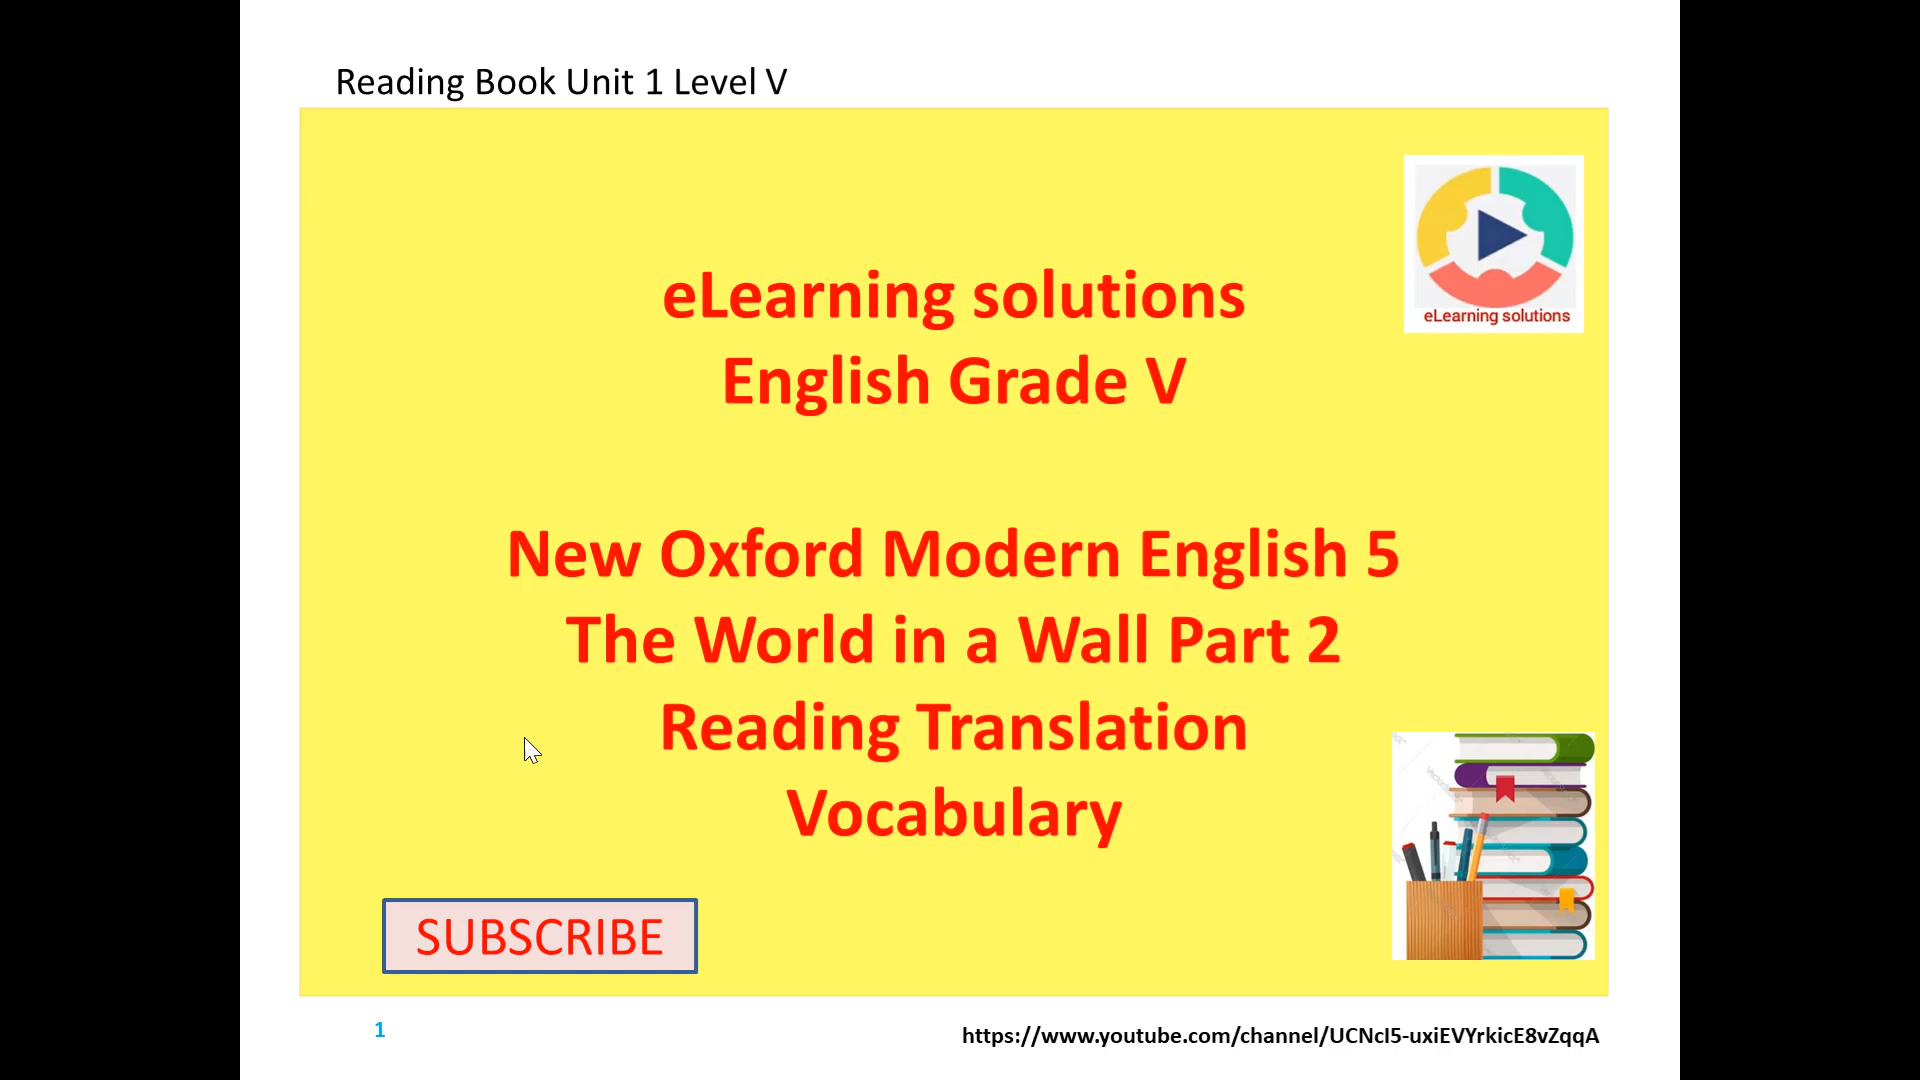 Reading Book Unit 1 Level V
eLearning solutions
eLearning solutions
English Grade V
New Oxford Modern English 5
The World in a Wall Part 2
Reading Translation
Vocabulary
SUBSCRIBE
1
https://www.youtube.com/channel/UCNcI5-uxiEVYrkicE8vZqqA